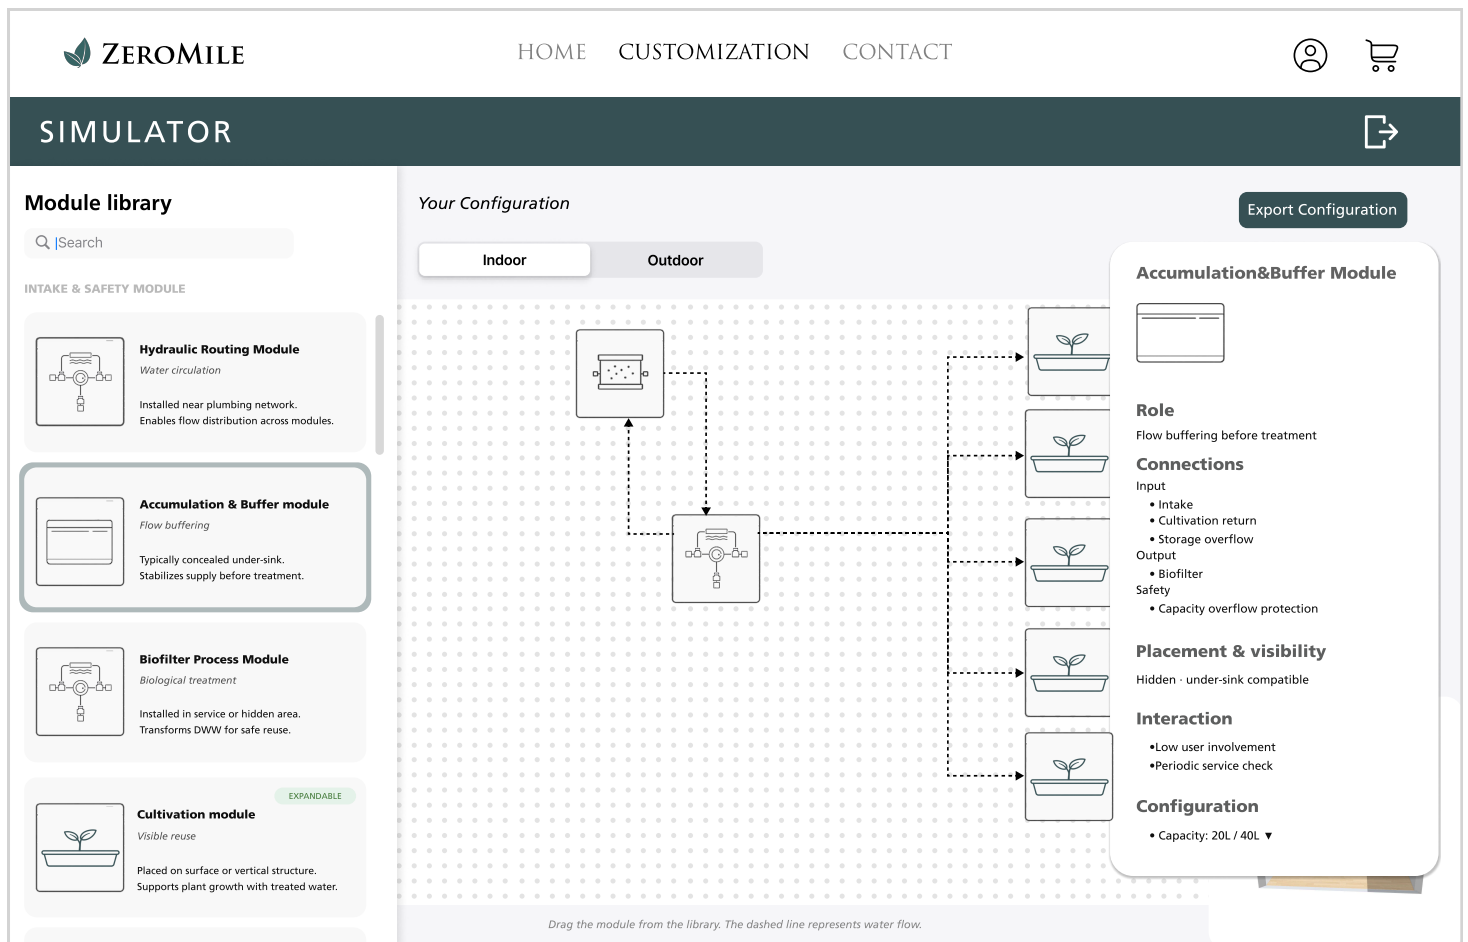 ZEROMILE
HOME
CUSTOMIZATION
CONTACT
SIMULATOR
Module library
Search
INTAKE & SAFETY MODULE
Hydraulic Routing Module
Water circulation
Installed near plumbing network.
Enables flow distribution across modules.
Accumulation & Buffer module
Flow buffering
Typically concealed under-sink.
Stabilizes supply before treatment.
Biofilter Process Module
Biological treatment
Installed in service or hidden area.
Transforms DWW for safe reuse.
EXPANDABLE
Cultivation module
Visible reuse
Placed on surface or vertical structure.
Supports plant growth with treated water.
Your Configuration
Export Configuration
Indoor
Outdoor
Accumulation&Buffer Module
Role
Flow buffering before treatment
Connections
Input
• Intake
• Cultivation return
• Storage overflow
Output
• Biofilter
Safety
• Capacity overflow protection
Placement & visibility
Hidden · under-sink compatible
Interaction
•Low user involvement
•Periodic service check
Configuration
• Capacity: 20L / 40L ▼
Drag the module from the library. The dashed line represents water flow.